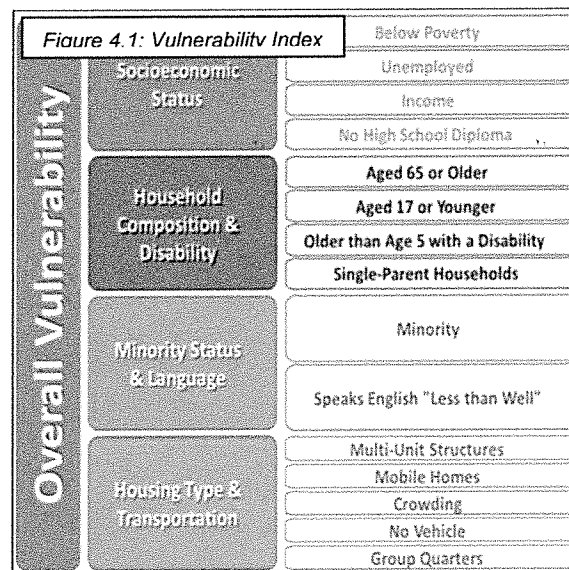 Figure 4.1: Vulnerability Index
Overall Vulnerability
Socioeconomic
Status
Below Poverty
Unemployed
Income
No High School Diploma
Household
Composition &
Disability
Aged 65 or Older
Aged 17 or Younger
Older than Age 5 with a Disability
Single-Parent Households
Minority Status
& Language
Minority
Speaks English "Less than Well"
Housing Type &
Transportation
Multi-Unit Structures
Mobile Homes
Crowding
No Vehicle
Group Quarters